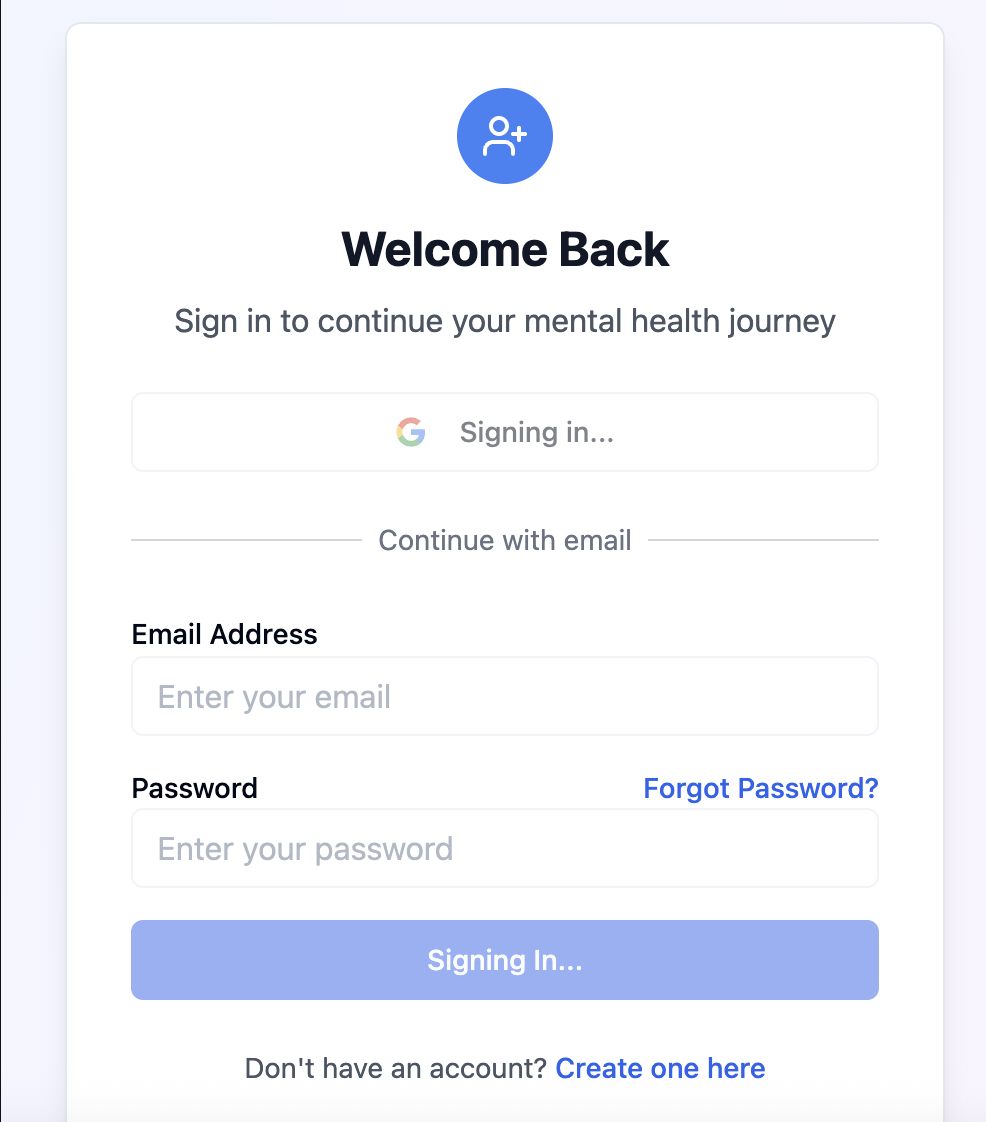 Welcome Back
Sign in to continue your mental health journey
Signing in...
Continue with email
Email Address
Enter your email
Password
Forgot Password?
Enter your password
Signing In...
Don't have an account? Create one here